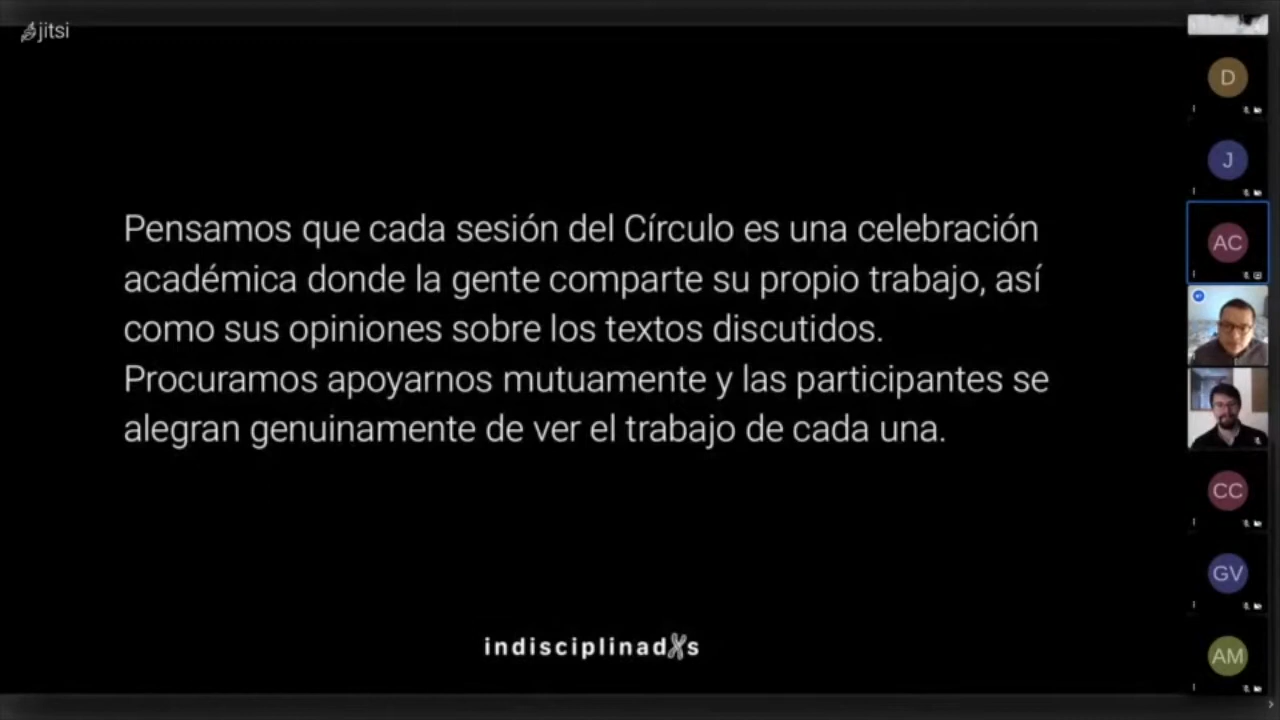 jitsi
D
J
AC
Pensamos que cada sesión del Círculo es una celebración
académica donde la gente comparte su propio trabajo, así
como sus opiniones sobre los textos discutidos.
Procuramos apoyarnos mutuamente y las participantes se
alegran genuinamente de ver el trabajo de cada una.
CC
GV
AM
indisciplinadXs